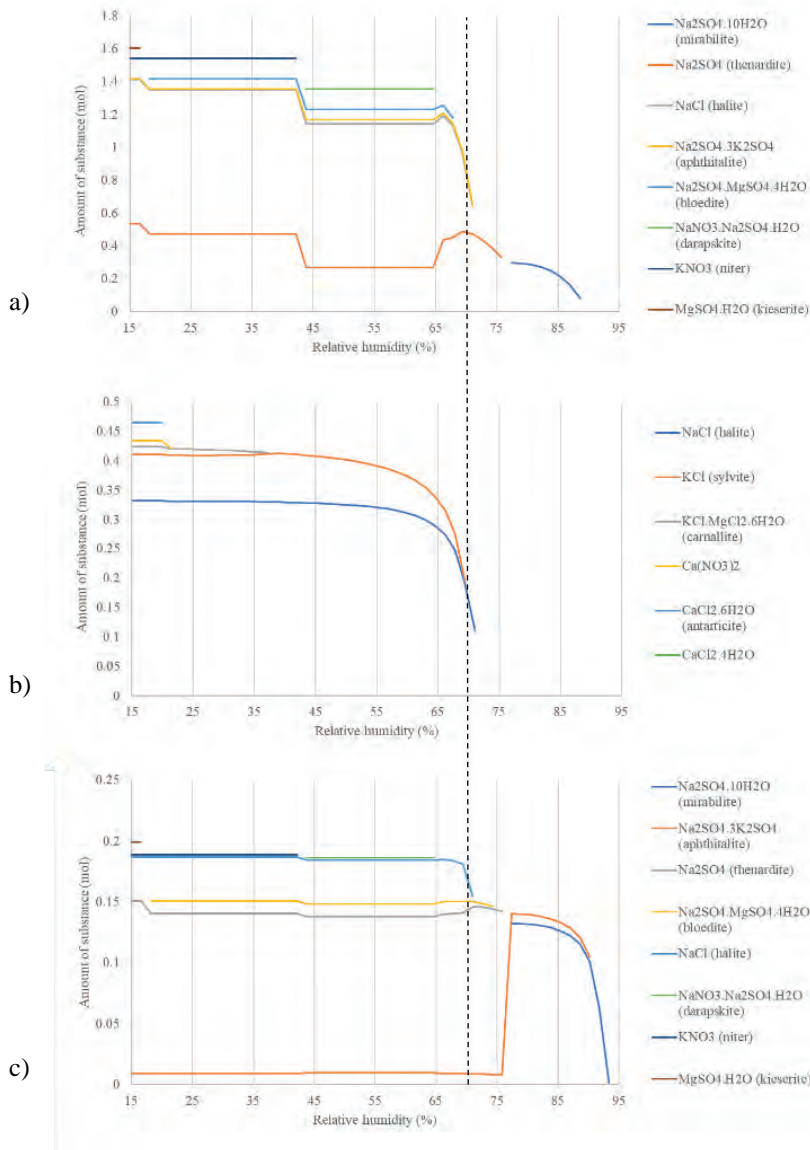 a)
Amount of substance (mol)
1.8
1.6
1.4
1.2
1
0.8
0.6
0.4
0.2
0
15 25 35 45 55 65 75 85 95
Relative humidity (%)
Na2SO4.10H2O
(mirabilite)
Na2SO4 (thenardite)
NaCl (halite)
Na2SO4.3K2SO4
(aphthitalite)
Na2SO4.MgSO4.4H2O
(bloedite)
NaNO3.Na2SO4.H2O
(darapskite)
KNO3 (niter)
MgSO4.H2O (kieserite)
b)
Amount of substance (mol)
0.5
0.45
0.4
0.35
0.3
0.25
0.2
0.15
0.1
0.05
0
15 25 35 45 55 65 75 85 95
Relative humidity (%)
NaCl (halite)
KCl (sylvite)
KCl.MgCl2.6H2O
(carnallite)
Ca(NO3)2
CaCl2.6H2O
(antarticite)
CaCl2.4H2O
c)
Amount of substance (mol)
0.25
0.2
0.15
0.1
0.05
0
15 25 35 45 55 65 75 85 95
Relative humidity (%)
Na2SO4.10H2O
(mirabilite)
Na2SO4.3K2SO4
(aphthitalite)
Na2SO4 (thenardite)
Na2SO4.MgSO4.4H2O
(bloedite)
NaCl (halite)
NaNO3.Na2SO4.H2O
(darapskite)
KNO3 (niter)
MgSO4.H2O (kieserite)